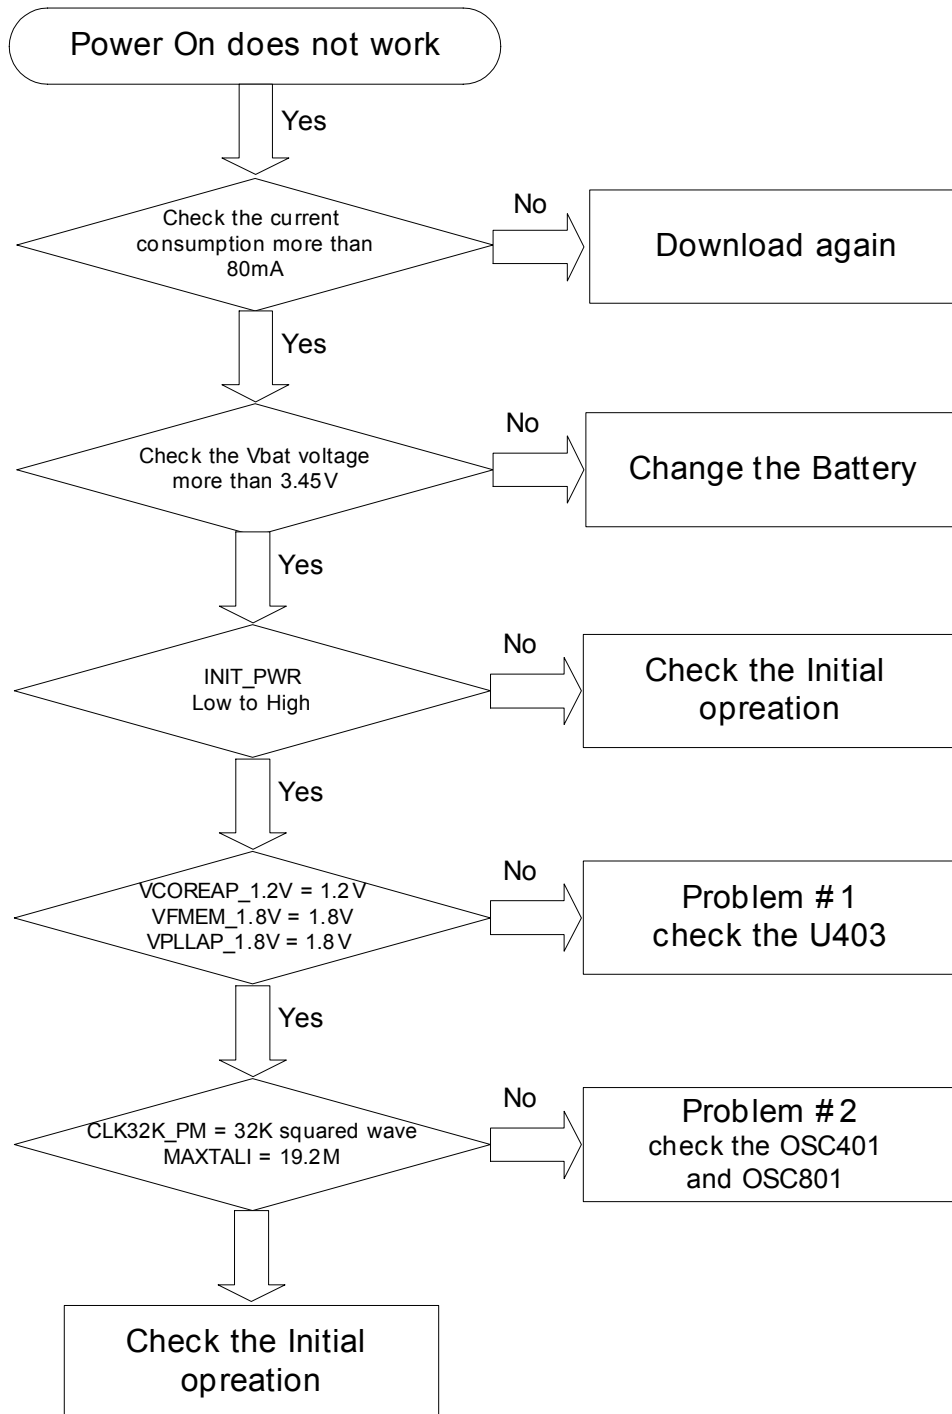 Power On does not work
Yes
Check the current
consumption more than
80mA
No
Download again
Yes
Check the Vbat voltage
more than 3.45V
No
Change the Battery
Yes
INIT_PWR
Low to High
No
Check the Initial
opreation
Yes
VCOREAP_1.2V = 1.2V
VFMEM_1.8V = 1.8V
VPLLAP_1.8V = 1.8V
No
Problem #1
check the U403
Yes
CLK32K_PM = 32K squared wave
MAXTALI = 19.2M
No
Problem #2
check the OSC401
and OSC801
Check the Initial
opreation